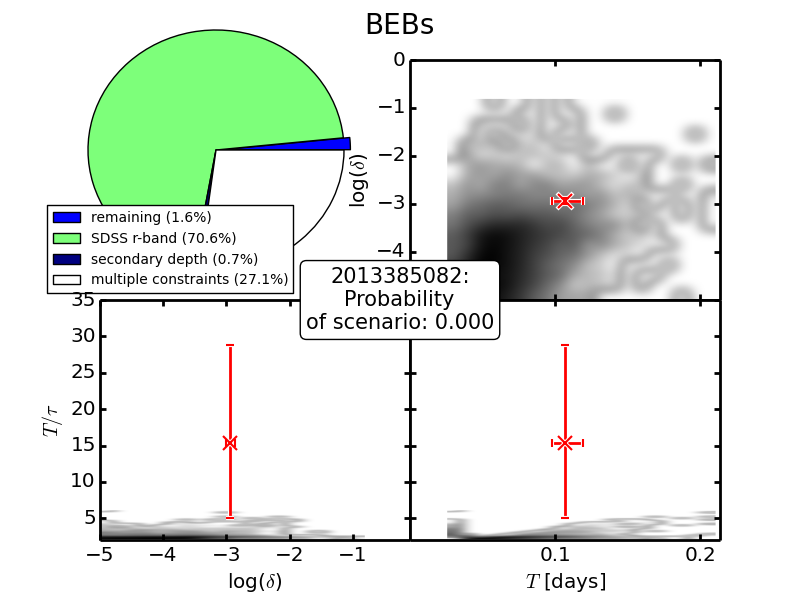 BEBs
remaining (1.6%)
SDSS r-band (70.6%)
secondary depth (0.7%)
multiple constraints (27.1%)
log(δ)
0
−1
−2
−3
−4
2013385082:
Probability
of scenario: 0.000
T/τ
35
30
25
20
15
10
5
−5 −4 −3 −2 −1
log(δ)
0.1 0.2
T [days]